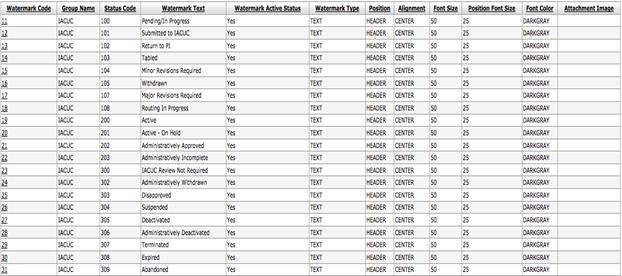 Watermark Code Group Name Status Code Watermark Text Watermark Active Status Watermark Type Position Alignment Font Size Position Font Size Font Color Attachment Image
11 IACUC 100 Pending/In Progress Yes TEXT HEADER CENTER 50 25 DARKGRAY
12 IACUC 101 Submitted to IACUC Yes TEXT HEADER CENTER 50 25 DARKGRAY
13 IACUC 102 Return to PI Yes TEXT HEADER CENTER 50 25 DARKGRAY
14 IACUC 103 Tabled Yes TEXT HEADER CENTER 50 25 DARKGRAY
15 IACUC 104 Minor Revisions Required Yes TEXT HEADER CENTER 50 25 DARKGRAY
16 IACUC 105 Withdrawn Yes TEXT HEADER CENTER 50 25 DARKGRAY
17 IACUC 107 Major Revisions Required Yes TEXT HEADER CENTER 50 25 DARKGRAY
18 IACUC 108 Routing In Progress Yes TEXT HEADER CENTER 50 25 DARKGRAY
19 IACUC 200 Active Yes TEXT HEADER CENTER 50 25 DARKGRAY
20 IACUC 201 Active - On Hold Yes TEXT HEADER CENTER 50 25 DARKGRAY
21 IACUC 202 Administratively Approved Yes TEXT HEADER CENTER 50 25 DARKGRAY
22 IACUC 203 Administratively Incomplete Yes TEXT HEADER CENTER 50 25 DARKGRAY
23 IACUC 300 IACUC Review Not Required Yes TEXT HEADER CENTER 50 25 DARKGRAY
24 IACUC 302 Administratively Withdrawn Yes TEXT HEADER CENTER 50 25 DARKGRAY
25 IACUC 303 Disapproved Yes TEXT HEADER CENTER 50 25 DARKGRAY
26 IACUC 304 Suspended Yes TEXT HEADER CENTER 50 25 DARKGRAY
27 IACUC 305 Deactivated Yes TEXT HEADER CENTER 50 25 DARKGRAY
28 IACUC 306 Administratively Deactivated Yes TEXT HEADER CENTER 50 25 DARKGRAY
29 IACUC 307 Terminated Yes TEXT HEADER CENTER 50 25 DARKGRAY
30 IACUC 308 Expired Yes TEXT HEADER CENTER 50 25 DARKGRAY
31 IACUC 309 Abandoned Yes TEXT HEADER CENTER 50 25 DARKGRAY